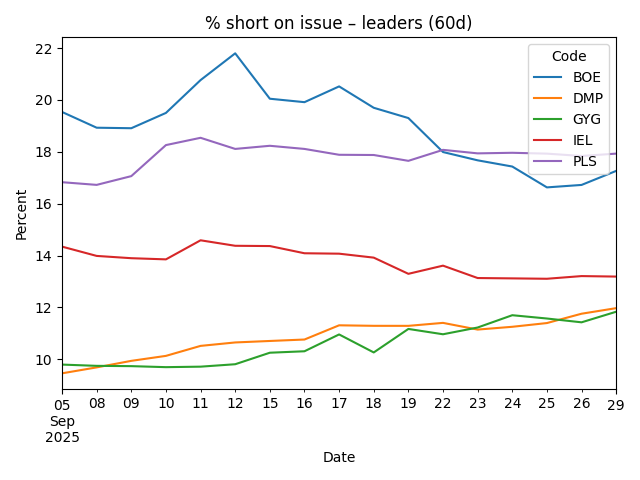 % short on issue – leaders (60d)
Code
BOE
DMP
GYG
IEL
PLS
Percent
22
20
18
16
14
12
10
05 08 09 10 11 12 15 16 17 18 19 22 23 24 25 26 29
Sep
2025
Date